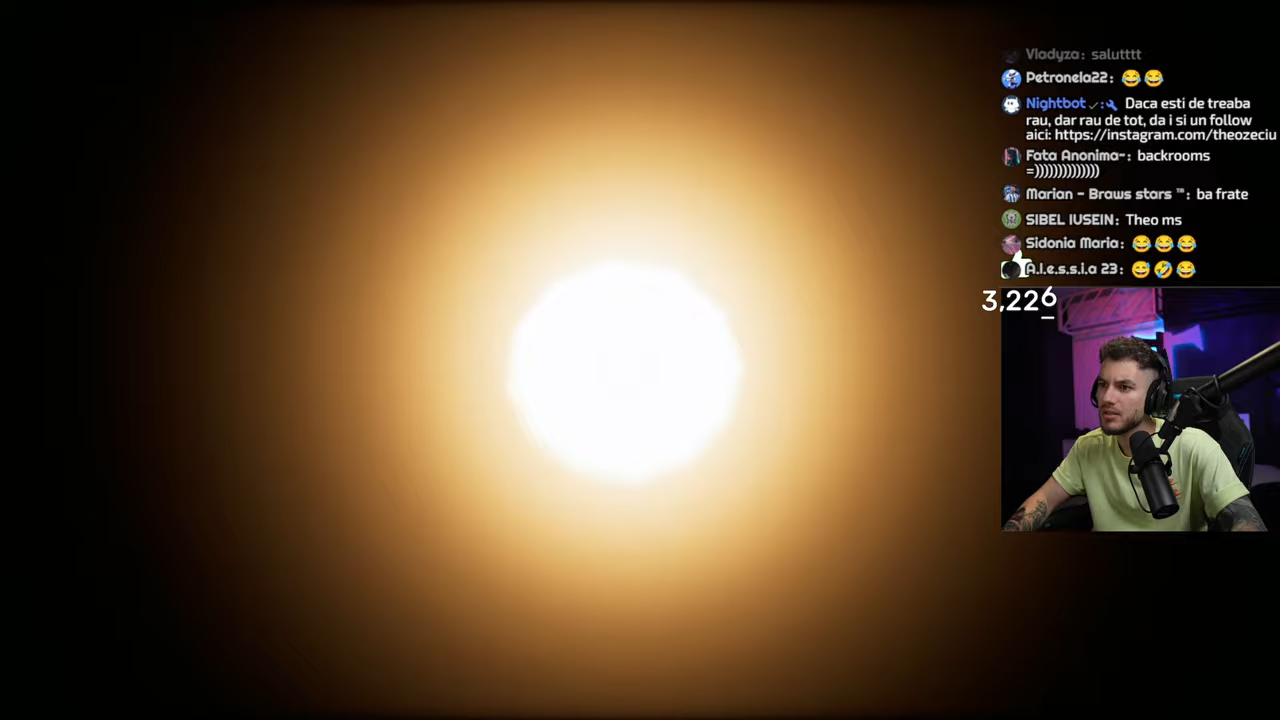 Vladyza: salutttt
Petronela22: 😂😂
Nightbot ✓:🔧 Daca esti de treaba
rau, dar rau de tot, da i si un follow
aici: https://instagram.com/theozeciu
Fata Anonima-: backrooms
=)))))))))))))
Marian - Braws stars ™: ba frate
SIBEL IUSEIN: Theo ms
Sidonia Maria: 😂😂😂
A.l.e.s.s.i.a 23: 😅🤣😂
3,226